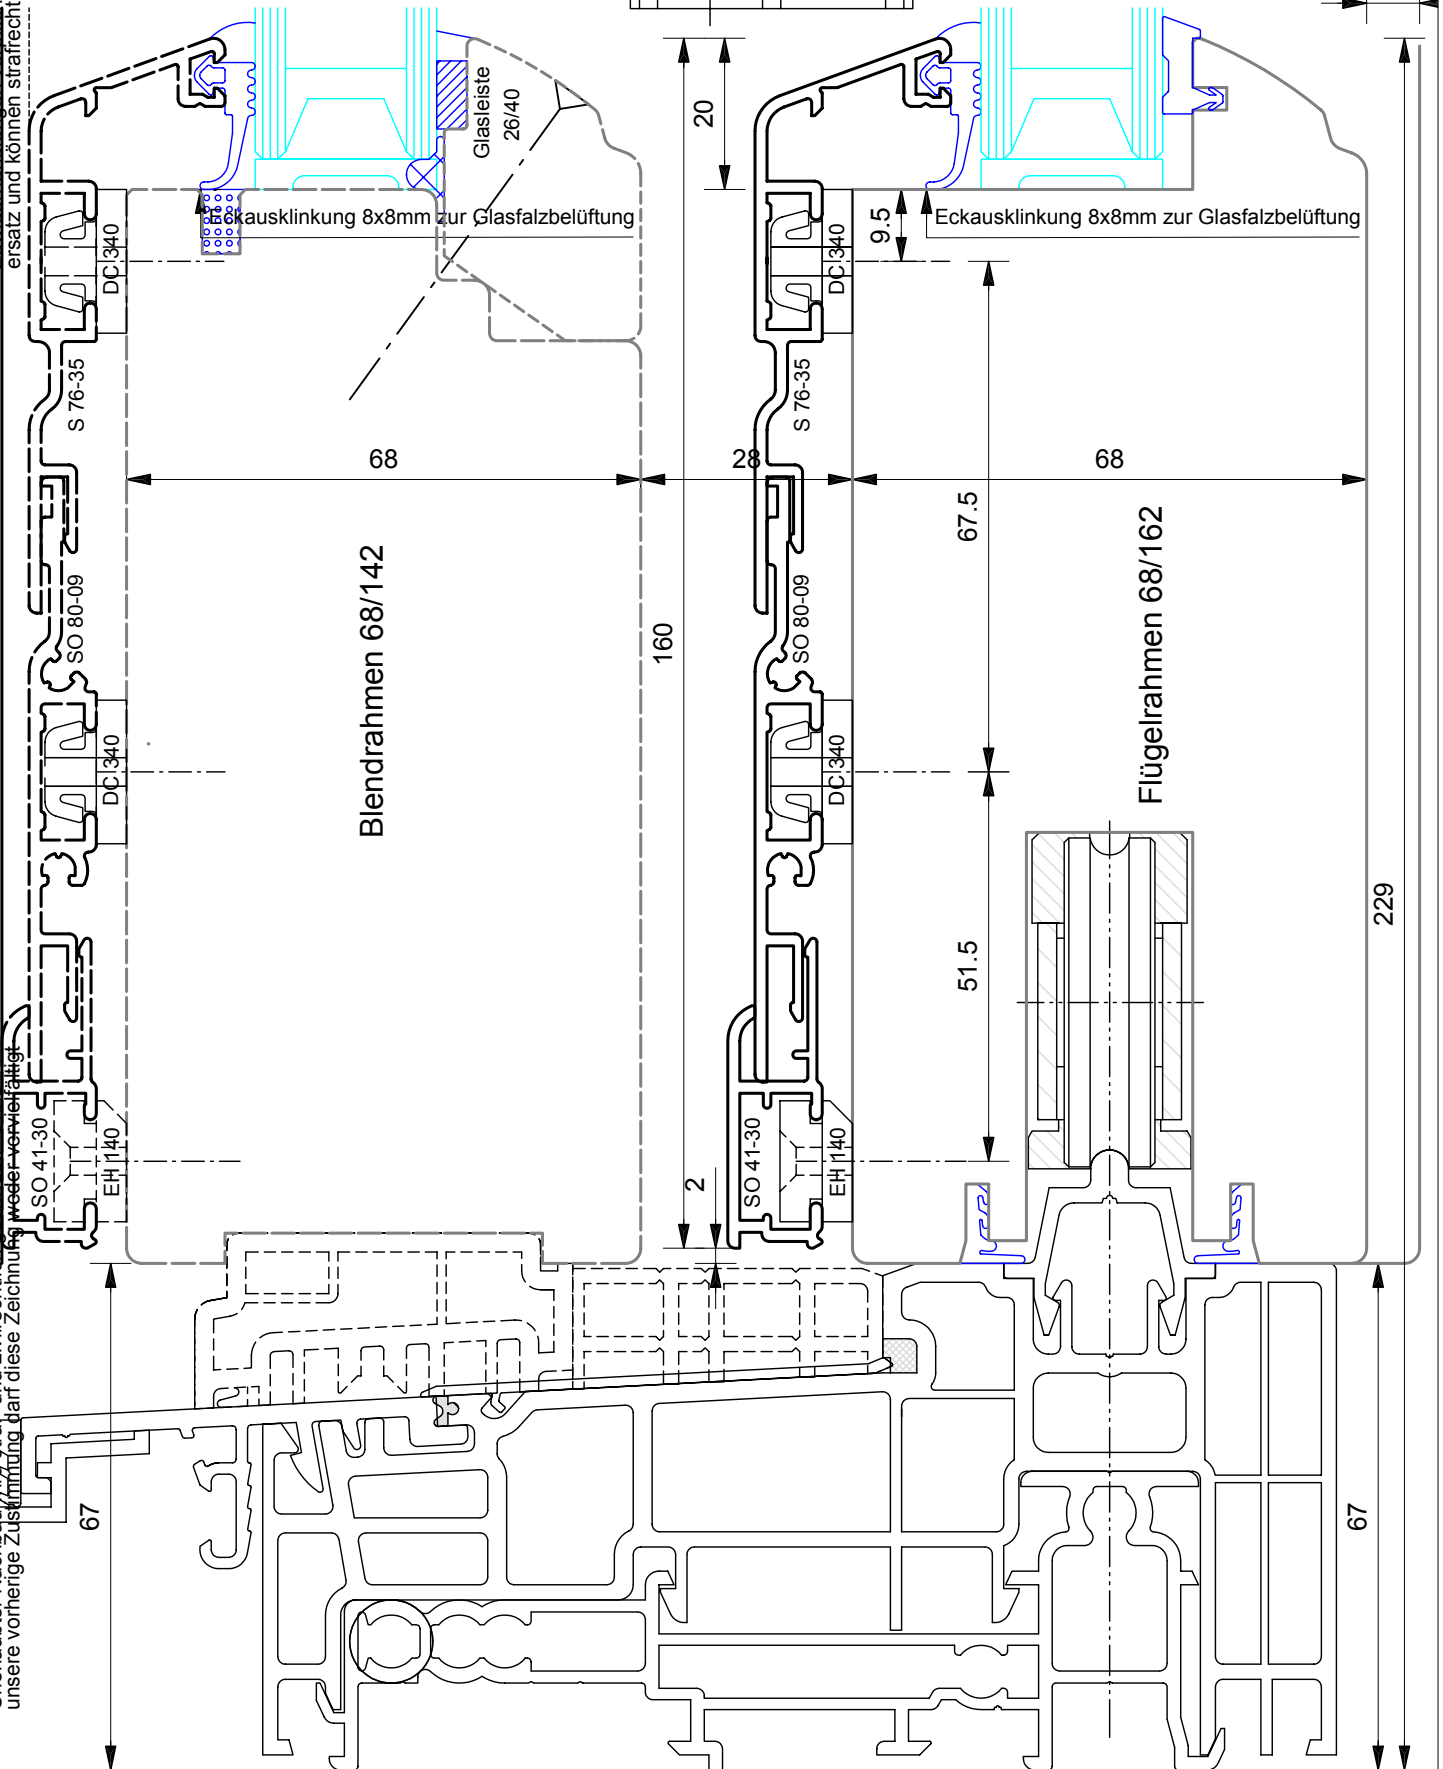 ersatz und können strafrecht
Glasleiste
26/40
20
Eckausklinkung 8x8mm zur Glasfalzbelüftung
9.5
Eckausklinkung 8x8mm zur Glasfalzbelüftung
DC 340
DC 340
S 76-35
S 76-35
68
28
68
67.5
Blendrahmen 68/142
Flügelrahmen 68/162
SO 80-09
SO 80-09
160
DC 340
DC 340
229
51.5
SO 41-30
EH 140
2
SO 41-30
EH 140
unsere vorherige Zustimmung darf diese Zeichnung weder vervielfältigt
67
67